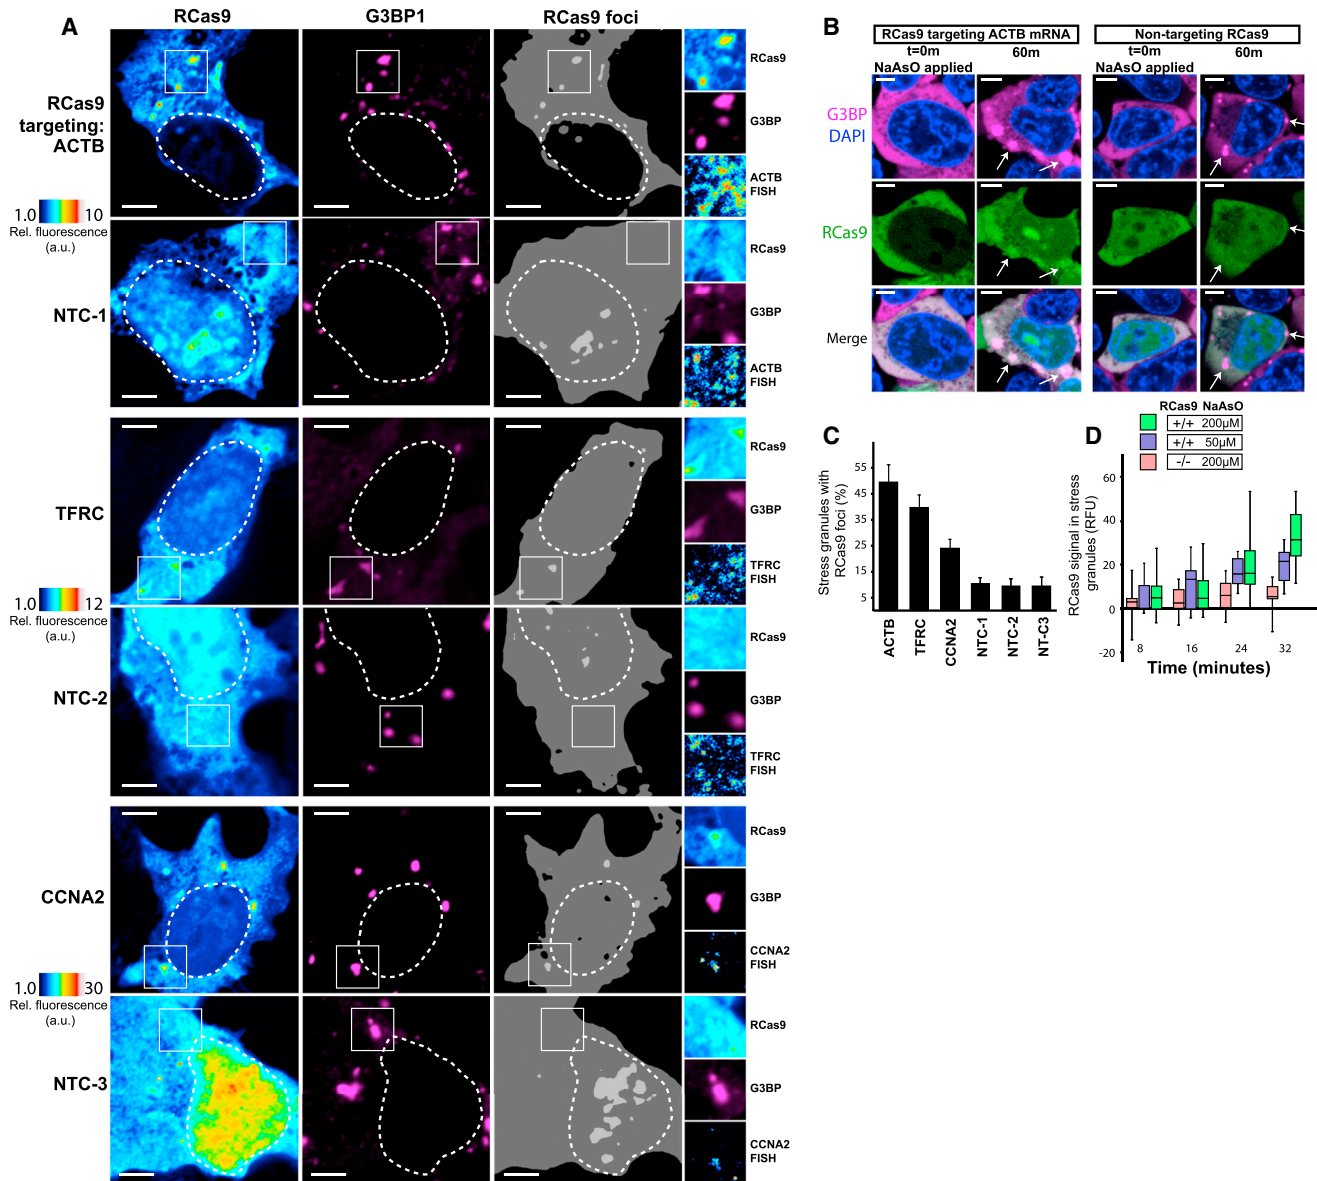 A
RCas9
G3BP1
RCas9 foci
RCas9
targeting:
ACTB
RCas9
G3BP
ACTB
FISH
1.0 10
Rel. fluorescence
(a.u.)
NTC-1
RCas9
G3BP
ACTB
FISH
TFRC
RCas9
G3BP
TFRC
FISH
1.0 12
Rel. fluorescence
(a.u.)
NTC-2
RCas9
G3BP
TFRC
FISH
CCNA2
RCas9
G3BP
CCNA2
FISH
1.0 30
Rel. fluorescence
(a.u.)
NTC-3
RCas9
G3BP
CCNA2
FISH
B
RCas9 targeting ACTB mRNA
Non-targeting RCas9
t=0m 60m
t=0m 60m
NaAsO applied
NaAsO applied
G3BP
DAPI
RCas9
Merge
C
Stress granules with
RCas9 foci (%)
55
45
35
25
15
5
ACTB
TFRC
CCNA2
NTC-1
NTC-2
NT-C3
D
RCas9 NaAsO
+/+ 200µM
+/+ 50µM
-/- 200µM
RCas9 siginal in stress
granules (RFU)
60
40
20
0
-20
8 16 24 32
Time (minutes)